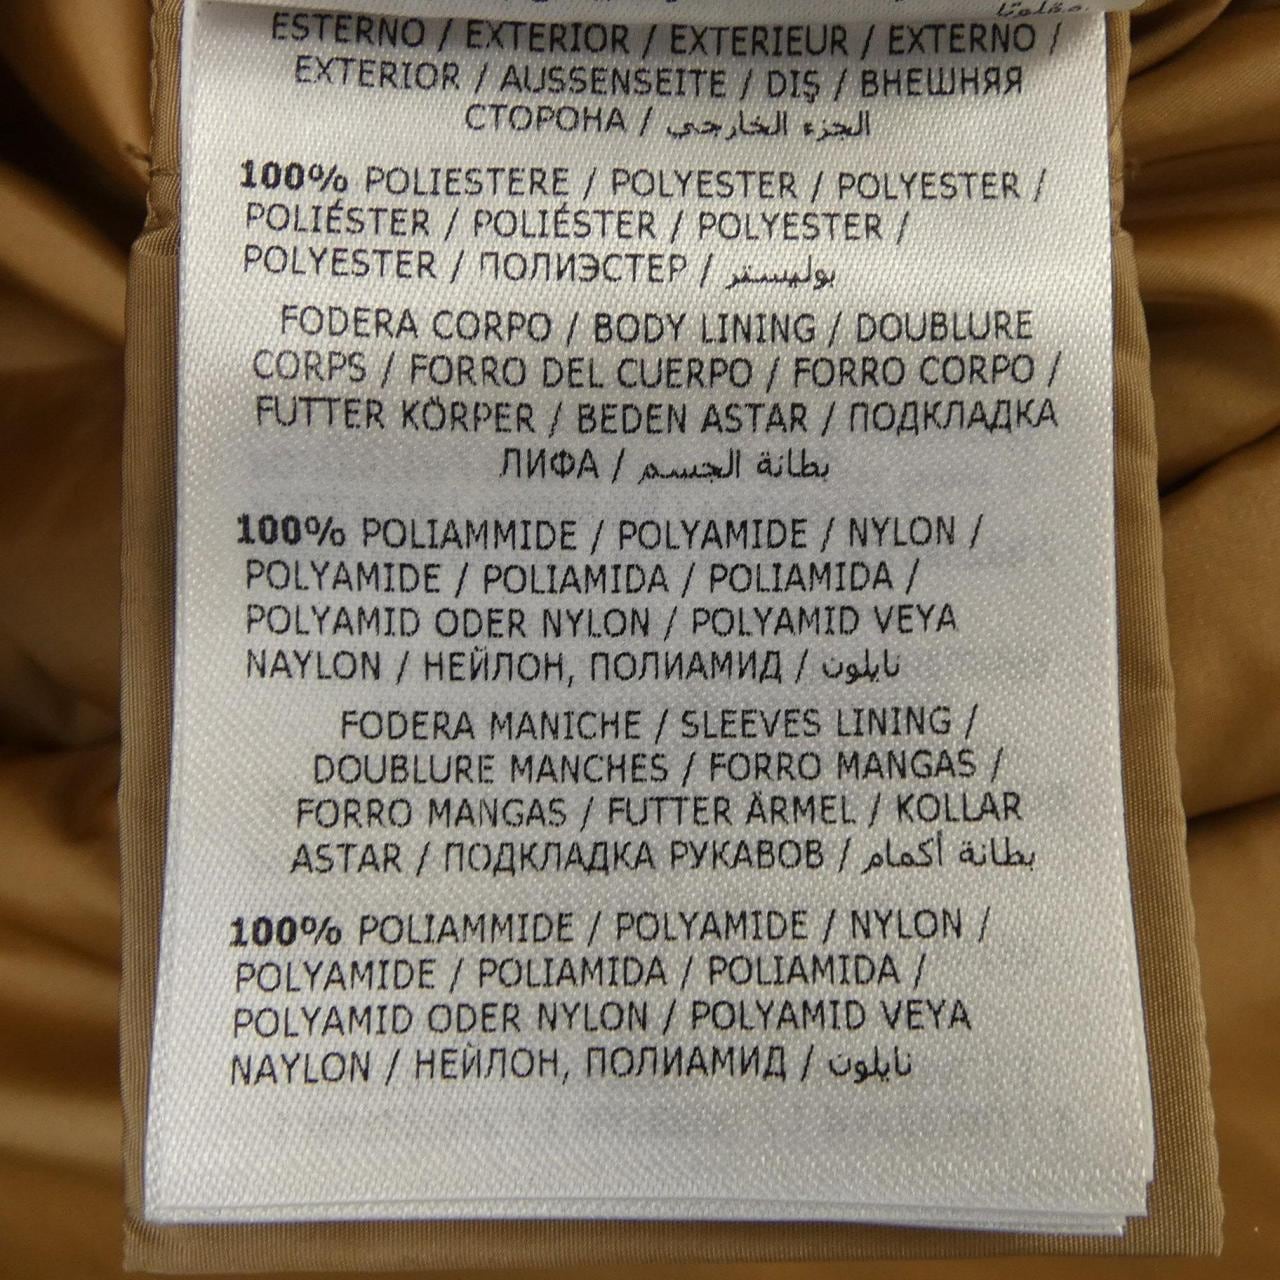 ESTERNO / EXTERIOR / EXTERIEUR / EXTERNO /
EXTERIOR / AUSSENSEITE / DIŞ / ВНЕШНЯЯ
СТОРОНА / الجزء الخارجي
100% POLIESTERE / POLYESTER / POLYESTER /
POLIÉSTER / POLIÉSTER / POLYESTER /
POLYESTER / ПОЛИЭСТЕР / بوليستر
FODERA CORPO / BODY LINING / DOUBLURE
CORPS / FORRO DEL CUERPO / FORRO CORPO /
FUTTER KÖRPER / BEDEN ASTAR / ПОДКЛАДКА
ЛИФА / بطانة الجسم
100% POLIAMMIDE / POLYAMIDE / NYLON /
POLYAMIDE / POLIAMIDA / POLIAMIDA /
POLYAMID ODER NYLON / POLYAMID VEYA
NAYLON / НЕЙЛОН, ПОЛИАМИД / نايلون
FODERA MANICHE / SLEEVES LINING /
DOUBLURE MANCHES / FORRO MANGAS /
FORRO MANGAS / FUTTER ÄRMEL / KOLLAR
ASTAR / ПОДКЛАДКА РУКАВОВ / بطانة أكمام
100% POLIAMMIDE / POLYAMIDE / NYLON /
POLYAMIDE / POLIAMIDA / POLIAMIDA /
POLYAMID ODER NYLON / POLYAMID VEYA
NAYLON / НЕЙЛОН, ПОЛИАМИД / نايلون